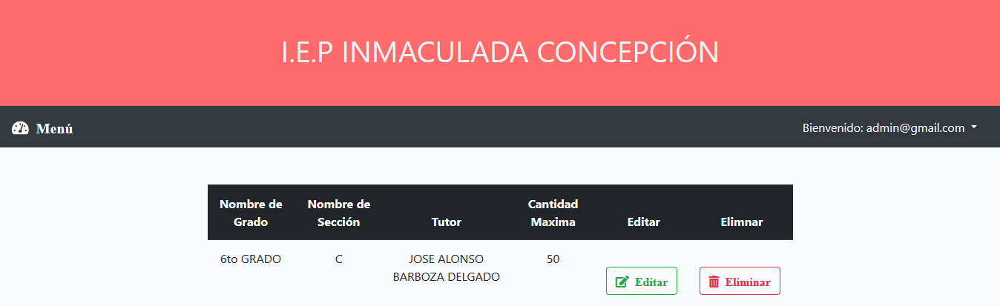 I.E.P INMACULADA CONCEPCIÓN
Menú
Bienvenido: admin@gmail.com
Nombre de Grado
Nombre de Sección
Tutor
Cantidad Maxima
Editar
Elimnar
6to GRADO
C
JOSE ALONSO
BARBOZA DELGADO
50
Editar
Eliminar